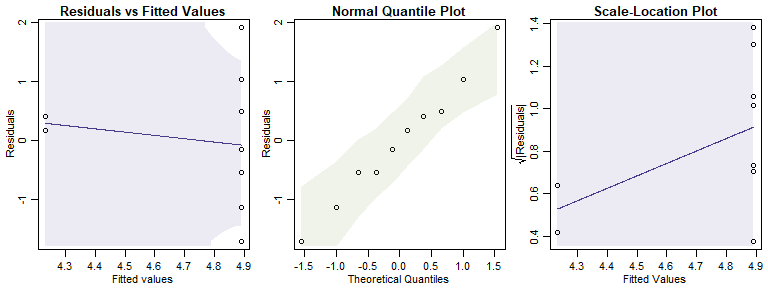 Residuals vs Fitted Values
Normal Quantile Plot
Scale-Location Plot
Residuals
2
1
0
-1
4.3 4.4 4.5 4.6 4.7 4.8 4.9
Fitted values
Residuals
2
1
0
-1
-1.5 -1.0 -0.5 0.0 0.5 1.0 1.5
Theoretical Quantiles
√|Residuals|
1.4
1.2
1.0
0.8
0.6
0.4
4.3 4.4 4.5 4.6 4.7 4.8 4.9
Fitted Values